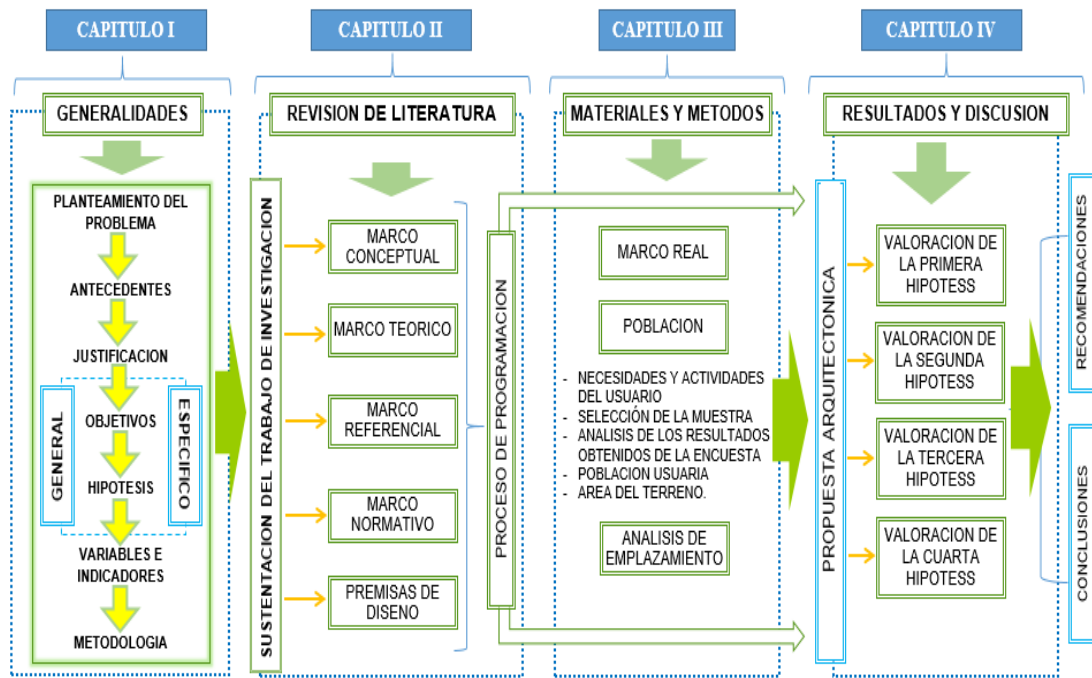 CAPITULO I
GENERALIDADES
PLANTEAMIENTO DEL
PROBLEMA
ANTECEDENTES
JUSTIFICACION
GENERAL
OBJETIVOS
ESPECIFICO
HIPOTESIS
VARIABLES E
INDICADORES
METODOLOGIA
CAPITULO II
REVISION DE LITERATURA
SUSTENTACION DEL TRABAJO DE INVESTIGACION
MARCO
CONCEPTUAL
MARCO TEORICO
MARCO
REFERENCIAL
MARCO
NORMATIVO
PREMISAS DE
DISENO
PROCESO DE PROGRAMACION
CAPITULO III
MATERIALES Y METODOS
MARCO REAL
POBLACION
- NECESIDADES Y ACTIVIDADES
DEL USUARIO
- SELECCIÓN DE LA MUESTRA
- ANALISIS DE LOS RESULTADOS
OBTENIDOS DE LA ENCUESTA
- POBLACION USUARIA
- AREA DEL TERRENO.
ANALISIS DE
EMPLAZAMIENTO
CAPITULO IV
RESULTADOS Y DISCUSION
PROPUESTA ARQUITECTONICA
VALORACION DE
LA PRIMERA
HIPOTESS
VALORACION DE
LA SEGUNDA
HIPOTESS
VALORACION DE
LA TERCERA
HIPOTESS
VALORACION DE
LA CUARTA
HIPOTESS
RECOMENDACIONES
CONCLUSIONES